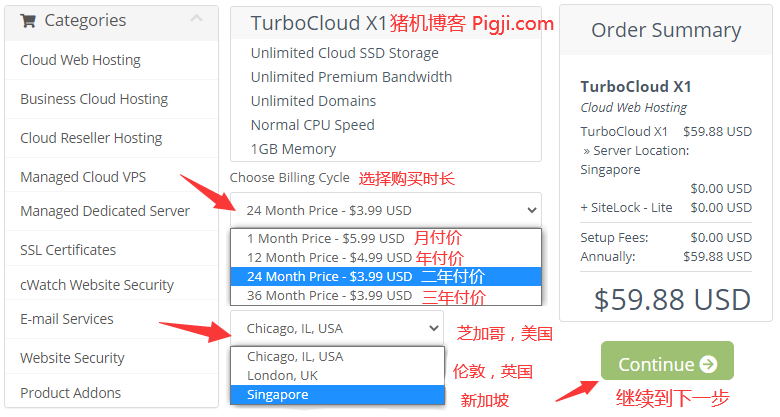 Categories
Cloud Web Hosting
Business Cloud Hosting
Cloud Reseller Hosting
Managed Cloud VPS
Managed Dedicated Server
SSL Certificates
cWatch Website Security
E-mail Services
Website Security
Product Addons
TurboCloud X1猪机博客 Pigji.com
Unlimited Cloud SSD Storage
Unlimited Premium Bandwidth
Unlimited Domains
Normal CPU Speed
1GB Memory
Choose Billing Cycle 选择购买时长
24 Month Price - $3.99 USD
1 Month Price - $5.99 USD 月付价
12 Month Price - $4.99 USD 年付价
24 Month Price - $3.99 USD 二年付价
36 Month Price - $3.99 USD 三年付价
Chicago, IL, USA 芝加哥，美国
Chicago, IL, USA
London, UK 伦敦，英国
Singapore 新加坡
Order Summary
TurboCloud X1
Cloud Web Hosting
TurboCloud X1 $59.88 USD
» Server Location:
Singapore
$0.00 USD
+ SiteLock - Lite $0.00 USD
Setup Fees: $0.00 USD
Annually: $59.88 USD
$59.88 USD
Continue
继续到下一步